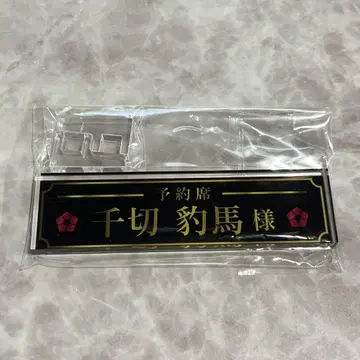 予約席
千切 豹馬 様